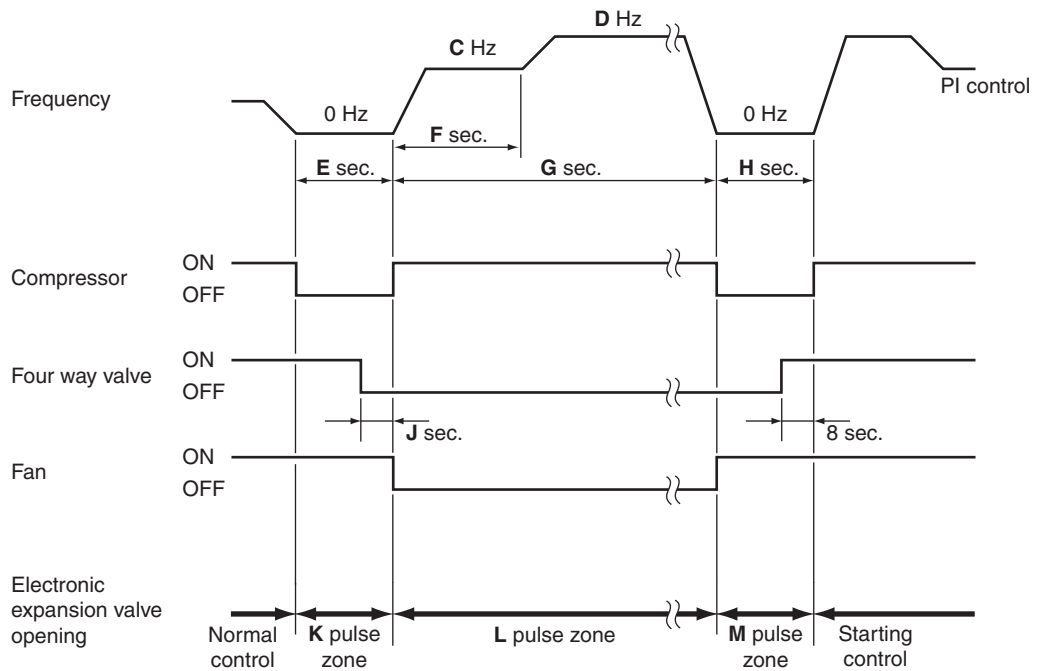 D Hz
C Hz
Frequency
0 Hz
0 Hz
PI control
F sec.
E sec.
G sec.
H sec.
Compressor
ON
OFF
Four way valve
ON
OFF
J sec.
8 sec.
Fan
ON
OFF
Electronic
expansion valve
opening
Normal
control
K pulse
zone
L pulse zone
M pulse
zone
Starting
control